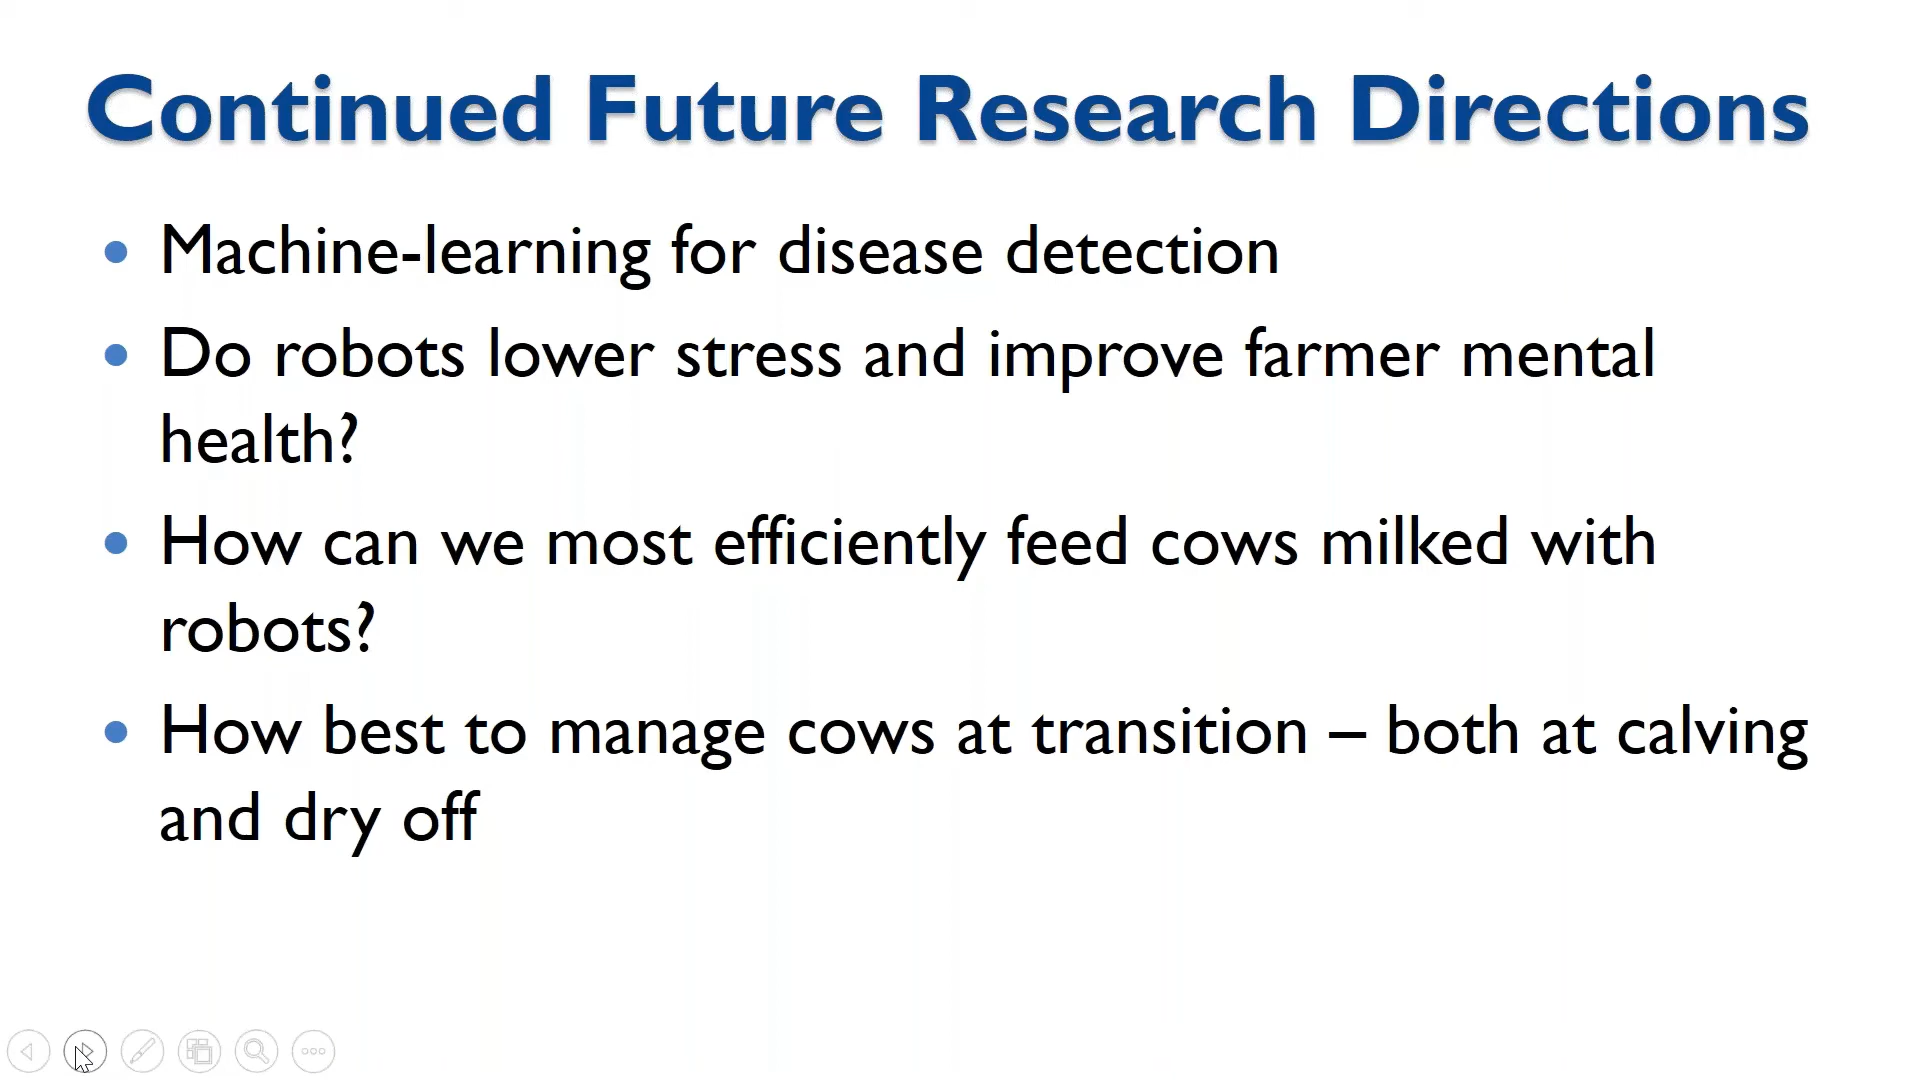 Continued Future Research Directions
• Machine-learning for disease detection
• Do robots lower stress and improve farmer mental
health?
• How can we most efficiently feed cows milked with
robots?
• How best to manage cows at transition – both at calving
and dry off